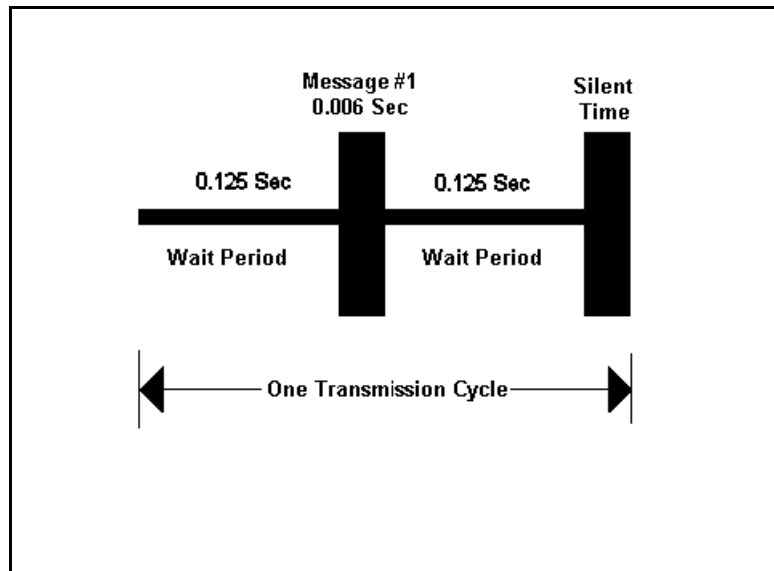 Message #1
0.006 Sec
Silent
Time
0.125 Sec
0.125 Sec
Wait Period
Wait Period
One Transmission Cycle